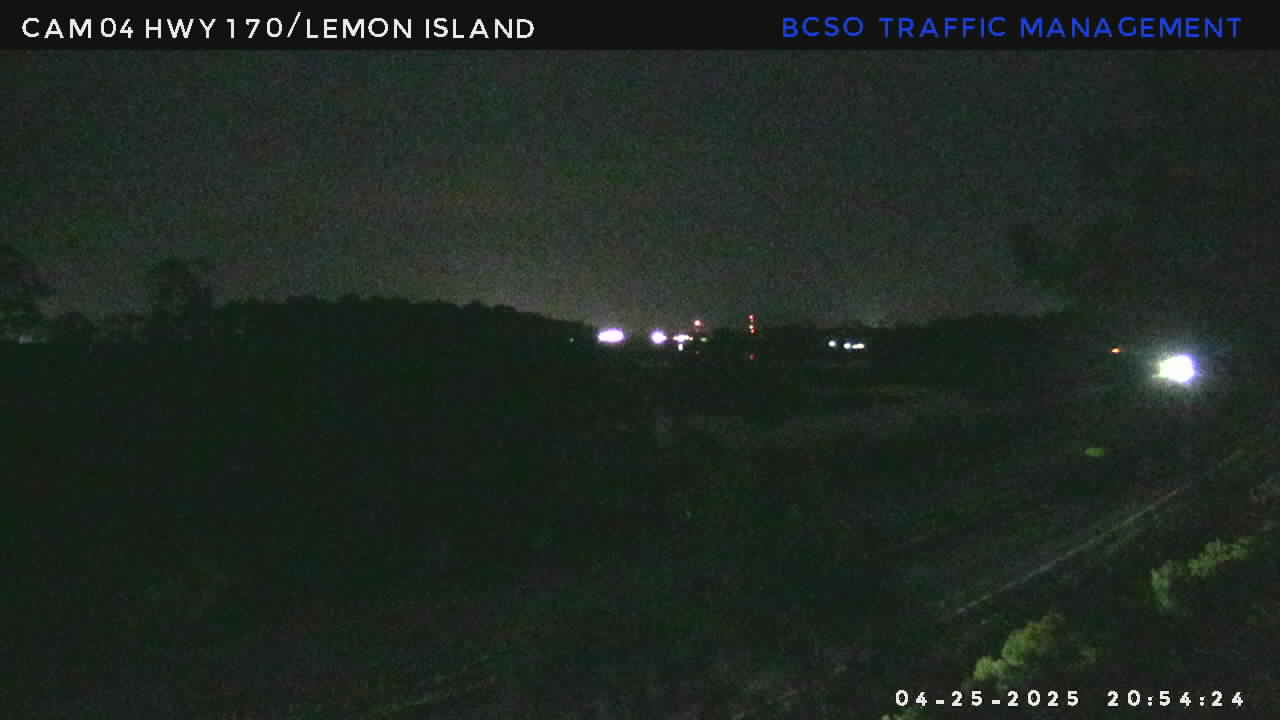 CAM04 HWY 170/LEMON ISLAND
BCSO TRAFFIC MANAGEMENT
04-25-2025 20:54:24